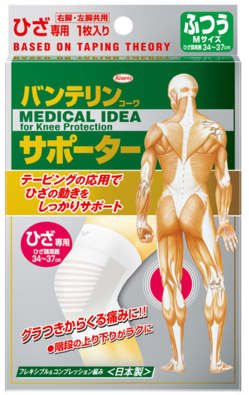 ひざ専用
右脚・左脚共用
1枚入り
BASED ON TAPING THEORY
ふつう
Mサイズ
ひざ頭周囲 34〜37cm
Kowa
バンテリンコーワ
MEDICAL IDEA
for Knee Protection
サポーター
テーピングの応用で
ひざの動きを
しっかりサポート
ひざ専用
ひざ頭周囲
34〜37cm
グラつきからくる痛みに!!
●階段の上り下りがラクに
フレキシブル&コンプレッション編み <日本製>